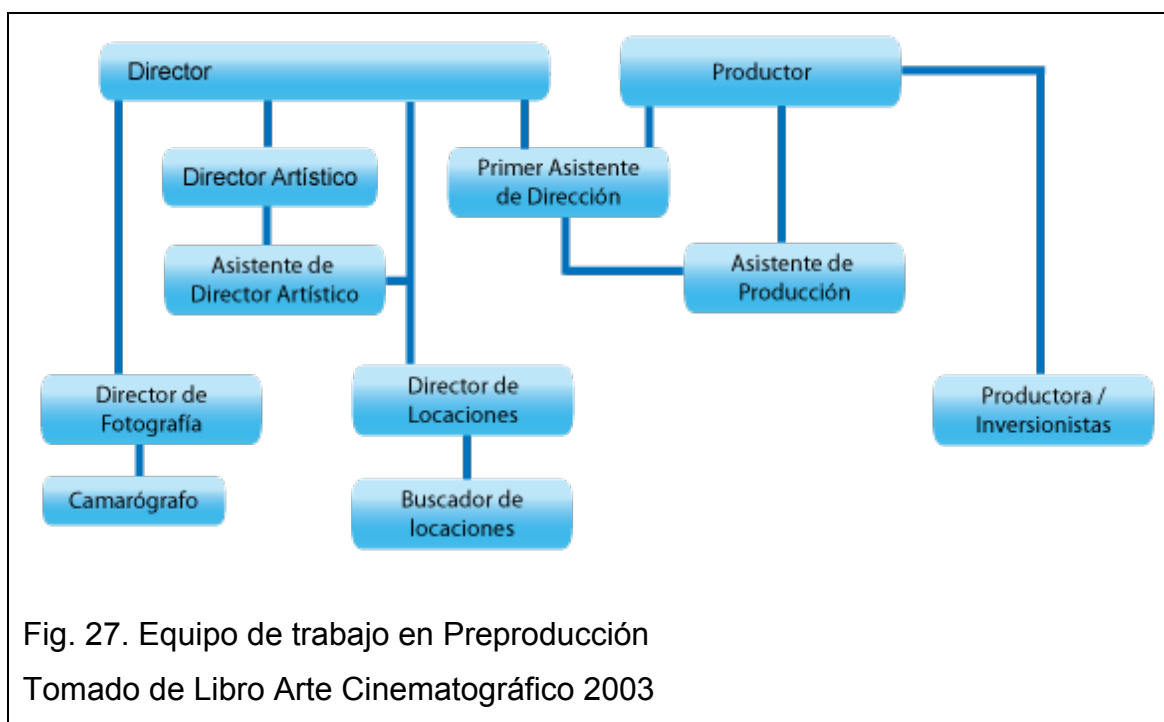 Director
Productor
Director Artístico
Primer Asistente
de Dirección
Asistente de
Director Artístico
Asistente de
Producción
Director de
Fotografía
Director de
Locaciones
Productora /
Inversionistas
Camarógrafo
Buscador de
locaciones
Fig. 27. Equipo de trabajo en Preproducción
Tomado de Libro Arte Cinematográfico 2003